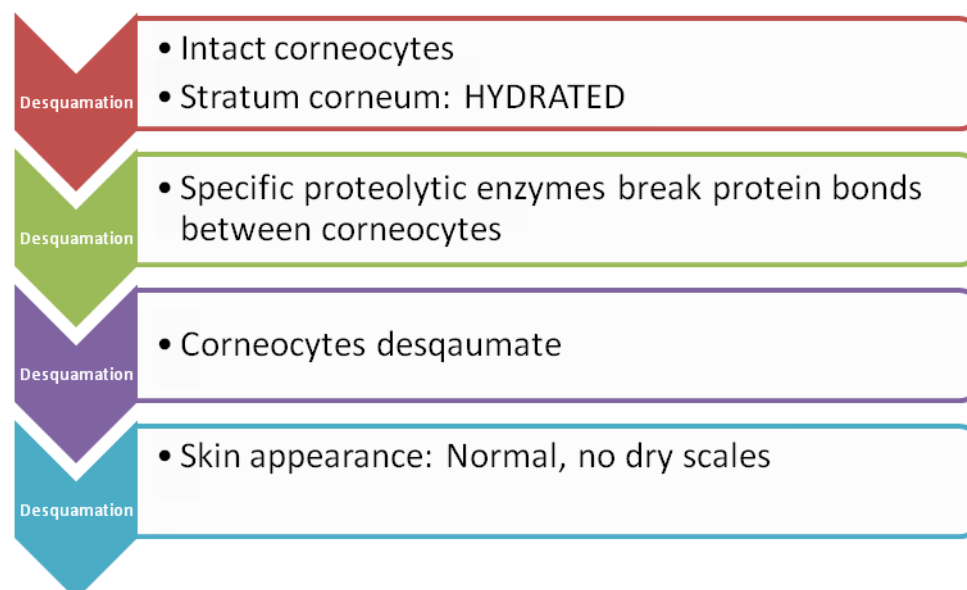 Desquamation
• Intact corneocytes
• Stratum corneum: HYDRATED
Desquamation
• Specific proteolytic enzymes break protein bonds
between corneocytes
Desquamation
• Corneocytes desqaumate
Desquamation
• Skin appearance: Normal, no dry scales